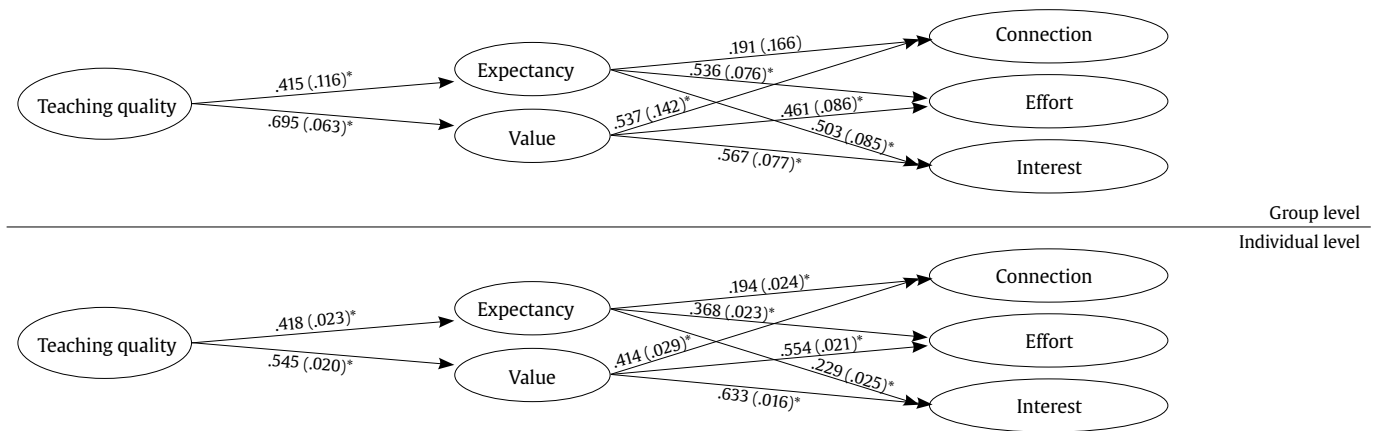 Connection
.191 (.166)
Expectancy
.536 (.076)*
.415 (.116)*
Teaching quality
Effort
.537 (.142)*
.461 (.086)*
.695 (.063)*
Value
.503 (.085)*
.567 (.077)*
Interest
Group level
Individual level
Connection
.194 (.024)*
Expectancy
.368 (.023)*
.418 (.023)*
Teaching quality
Effort
.414 (.029)*
.554 (.021)*
.545 (.020)*
Value
.229 (.025)*
.633 (.016)*
Interest